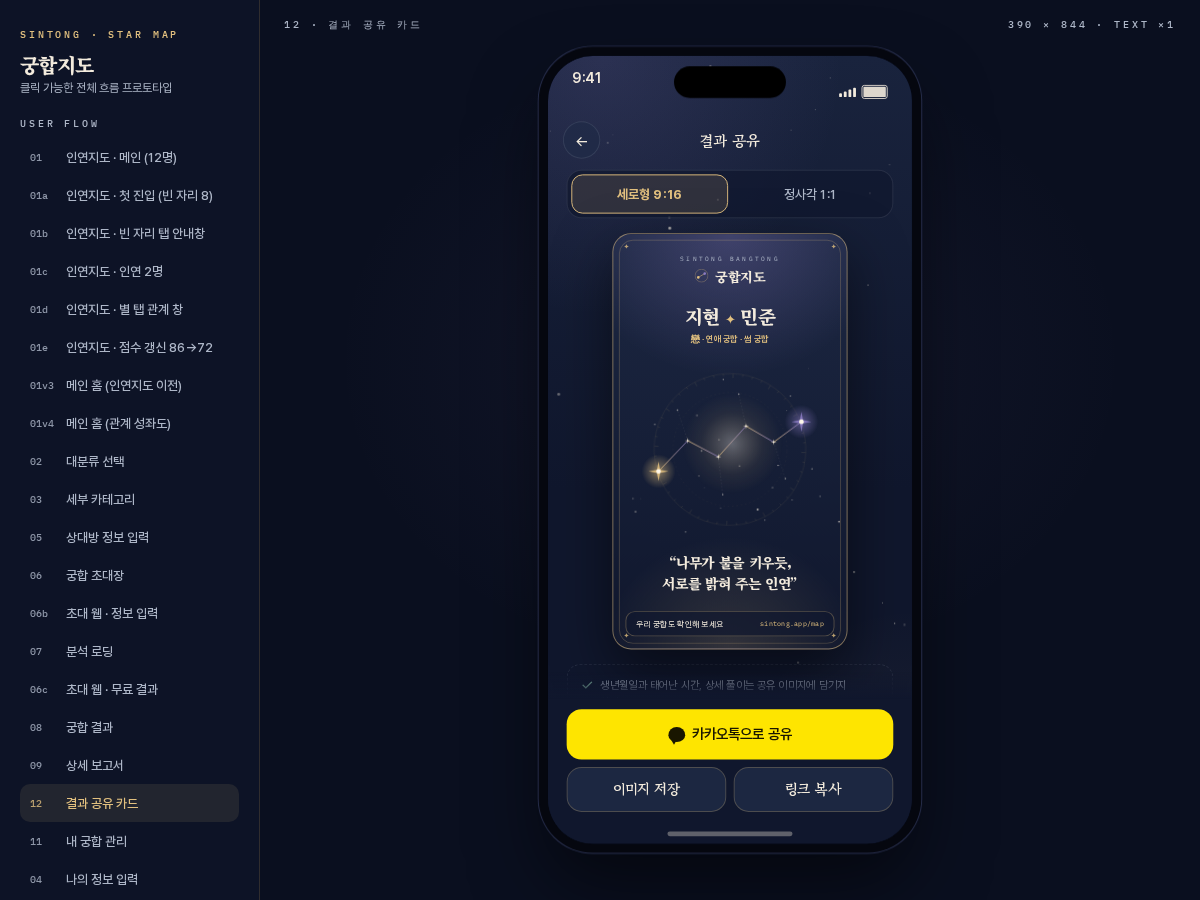 SINTONG · STAR MAP
궁합지도
클릭 가능한 전체 흐름 프로토타입
USER FLOW
01 인연지도 · 메인 (12명)
01a 인연지도 · 첫 진입 (빈 자리 8)
01b 인연지도 · 빈 자리 탭 안내창
01c 인연지도 · 인연 2명
01d 인연지도 · 별 탭 관계 창
01e 인연지도 · 점수 갱신 86→72
01v3 메인 홈 (인연지도 이전)
01v4 메인 홈 (관계 성좌도)
02 대분류 선택
03 세부 카테고리
05 상대방 정보 입력
06 궁합 초대장
06b 초대 웹 · 정보 입력
07 분석 로딩
06c 초대 웹 · 무료 결과
08 궁합 결과
09 상세 보고서
12 결과 공유 카드
11 내 궁합 관리
04 나의 정보 입력
12 · 결과 공유 카드
390 × 844 · TEXT ×1
9:41
결과 공유
세로형 9:16
정사각 1:1
SINTONG BANGTONG
궁합지도
지현 ✦ 민준
戀 · 연애 궁합 · 썸 궁합
“나무가 불을 키우듯,
서로를 밝혀 주는 인연”
우리 궁합도 확인해 보세요
sintong.app/map
생년월일과 태어난 시간, 상세 풀이는 공유 이미지에 담기지
카카오톡으로 공유
이미지 저장
링크 복사